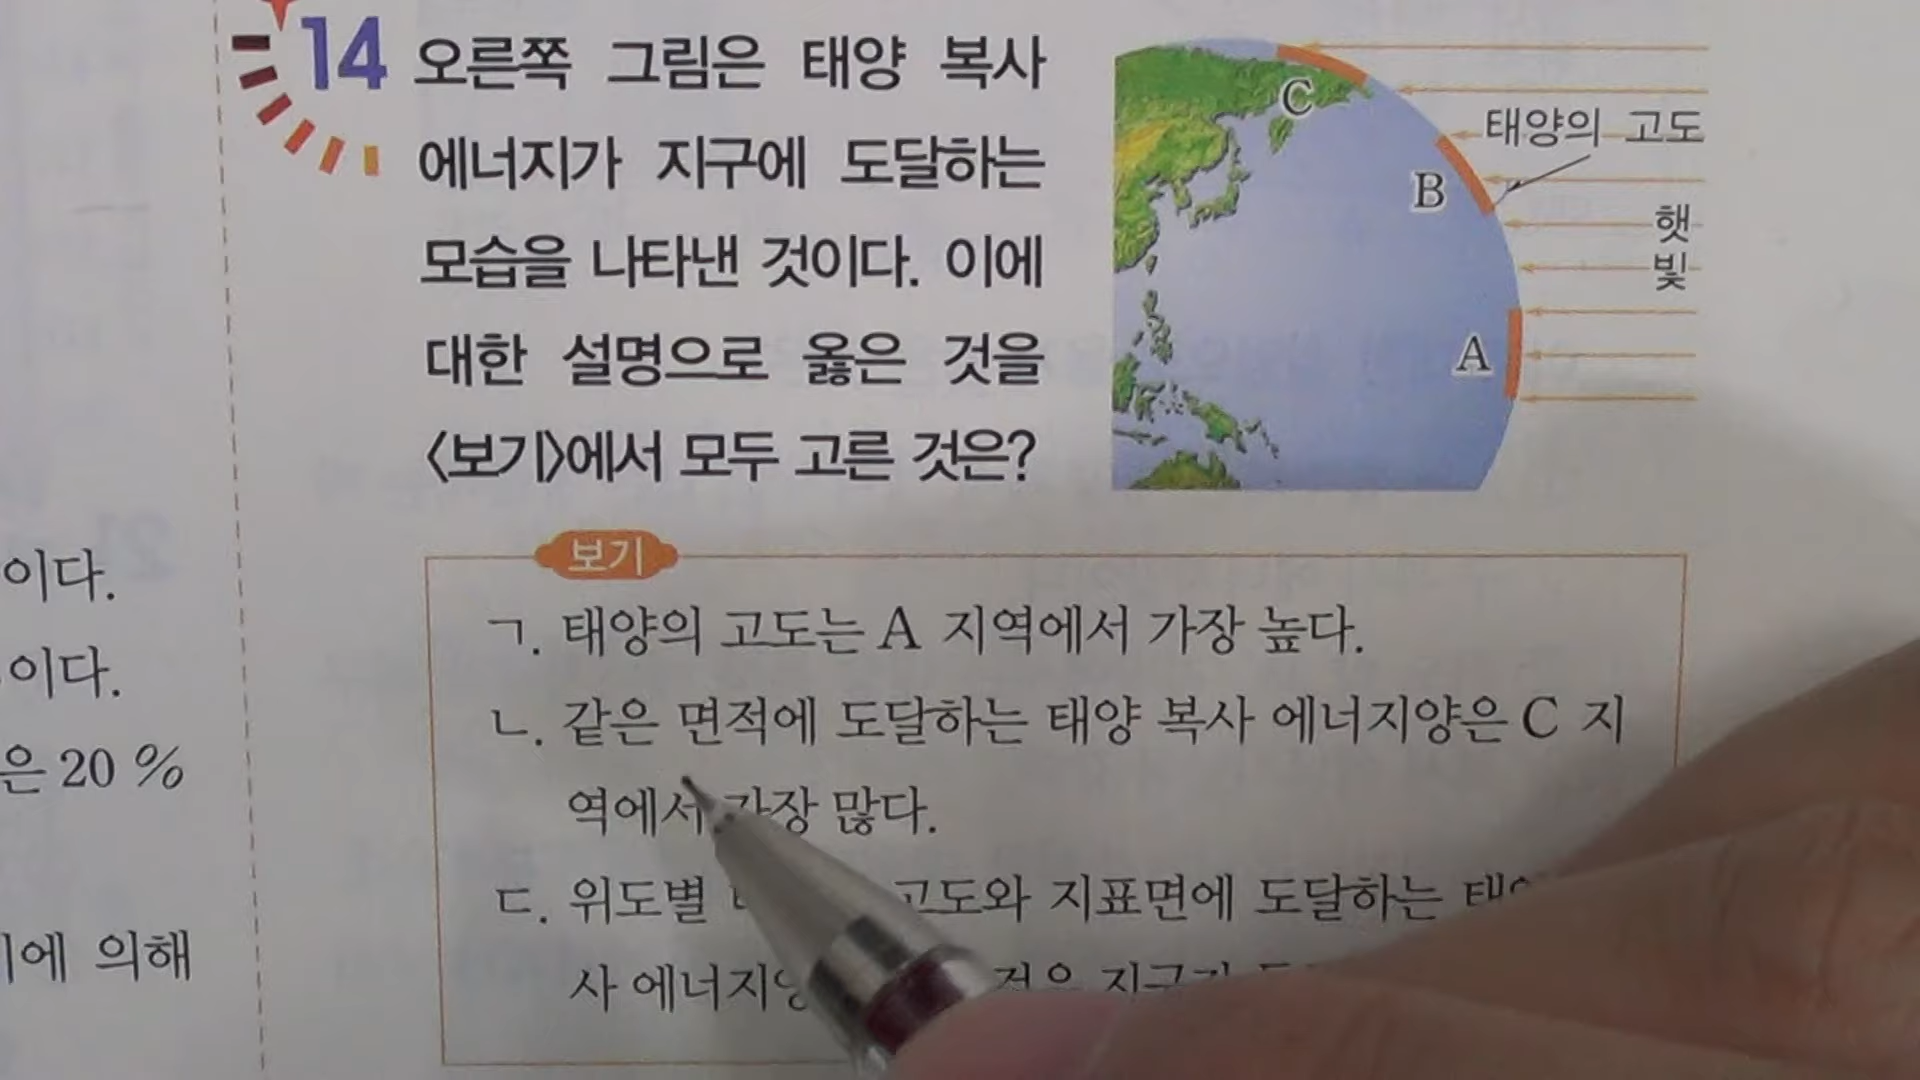 14 오른쪽 그림은 태양 복사
에너지가 지구에 도달하는
모습을 나타낸 것이다. 이에
대한 설명으로 옳은 것을
<보기>에서 모두 고른 것은?
C
태양의 고도
B
햇
빛
A
보기
ㄱ. 태양의 고도는 A 지역에서 가장 높다.
ㄴ. 같은 면적에 도달하는 태양 복사 에너지양은 C 지
역에서 가장 많다.
ㄷ. 위도별 고도와 지표면에 도달하는
사 에너지양 지구가
이다.
이다.
은 20 %
에 의해